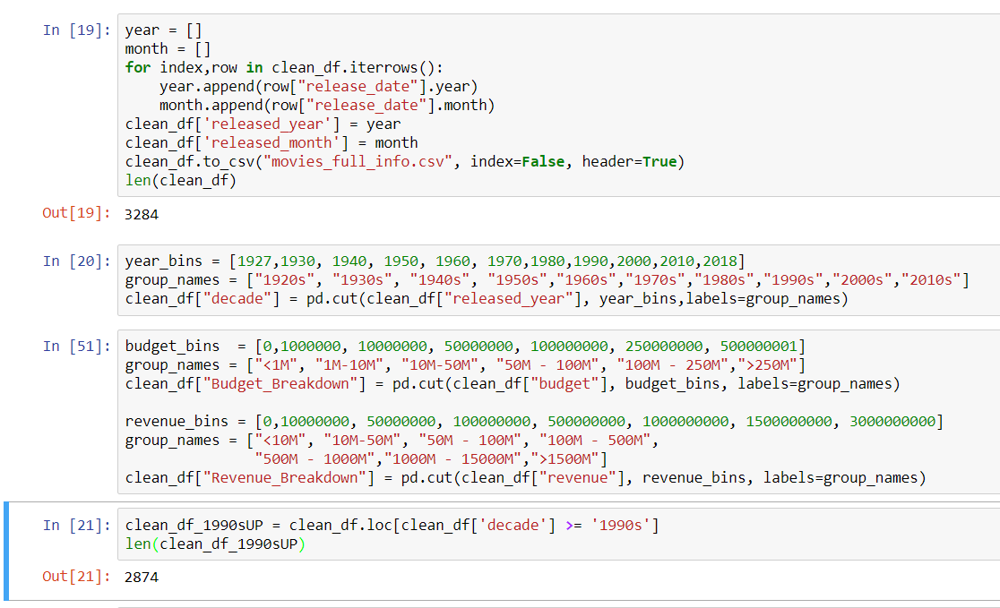 In [19]: year = []
month = []
for index,row in clean_df.iterrows():
    year.append(row["release_date"].year)
    month.append(row["release_date"].month)
clean_df['released_year'] = year
clean_df['released_month'] = month
clean_df.to_csv("movies_full_info.csv", index=False, header=True)
len(clean_df)
Out[19]: 3284
In [20]: year_bins = [1927,1930, 1940, 1950, 1960, 1970,1980,1990,2000,2010,2018]
group_names = ["1920s", "1930s", "1940s", "1950s","1960s","1970s","1980s","1990s","2000s","2010s"]
clean_df["decade"] = pd.cut(clean_df["released_year"], year_bins,labels=group_names)
In [51]: budget_bins  = [0,1000000, 10000000, 50000000, 100000000, 250000000, 500000001]
group_names = ["<1M", "1M-10M", "10M-50M", "50M - 100M", "100M - 250M",">250M"]
clean_df["Budget_Breakdown"] = pd.cut(clean_df["budget"], budget_bins, labels=group_names)
revenue_bins = [0,10000000, 50000000, 100000000, 500000000, 1000000000, 1500000000, 3000000000]
group_names = ["<10M", "10M-50M", "50M - 100M", "100M - 500M",
               "500M - 1000M","1000M - 15000M",">1500M"]
clean_df["Revenue_Breakdown"] = pd.cut(clean_df["revenue"], revenue_bins, labels=group_names)
In [21]: clean_df_1990sUP = clean_df.loc[clean_df['decade'] >= '1990s']
len(clean_df_1990sUP)
Out[21]: 2874